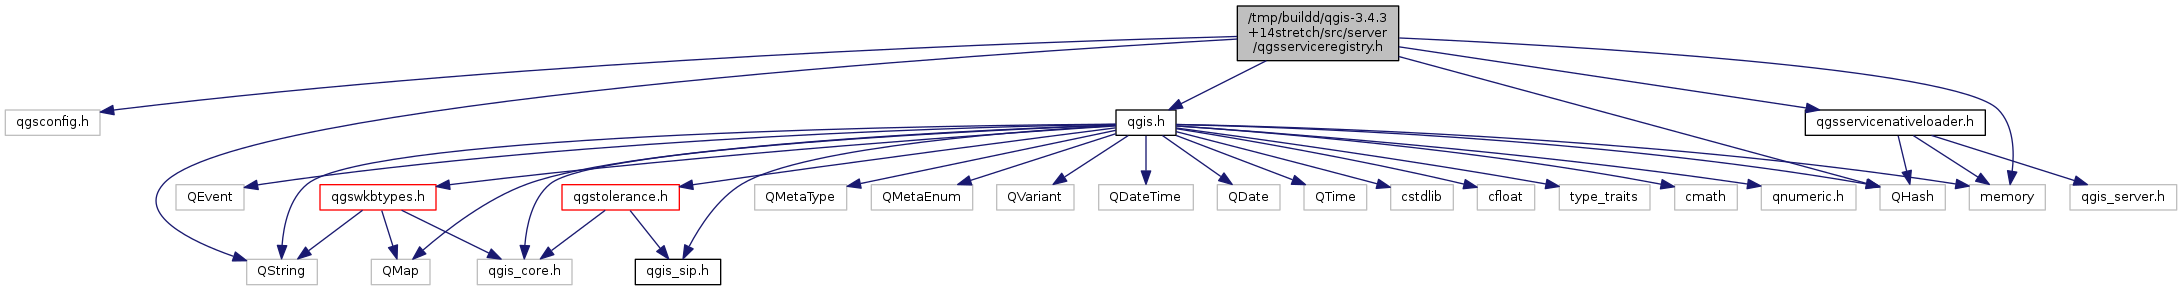 /tmp/buildd/qgis-3.4.3
+14stretch/src/server
/qgsserviceregistry.h
qgsconfig.h
qgis.h
qgsservicenativeloader.h
QEvent
qgswkbtypes.h
qgstolerance.h
QMetaType
QMetaEnum
QVariant
QDateTime
QDate
QTime
cstdlib
cfloat
type_traits
cmath
qnumeric.h
QHash
memory
qgis_server.h
QString
QMap
qgis_core.h
qgis_sip.h